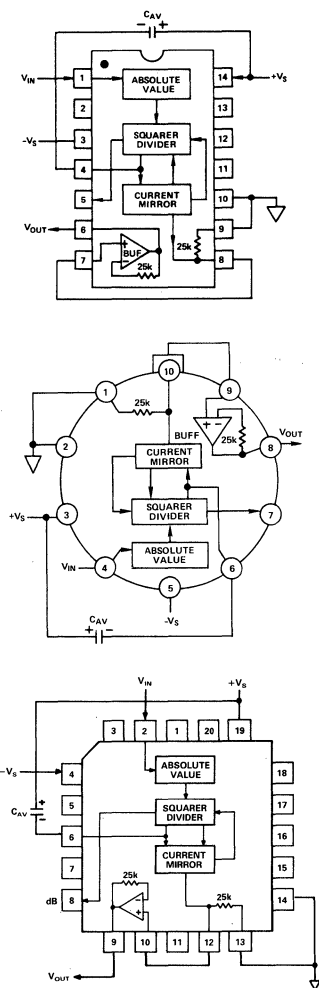 CAV
− +
VIN
+VS
−VS
VOUT
1
2
3
4
5
6
7
14
13
12
11
10
9
8
ABSOLUTE
VALUE
SQUARER
DIVIDER
CURRENT
MIRROR
25k
BUF
+
−
25k
10
1
9
25k
2
BUFF
+ −
25k
8
VOUT
CURRENT
MIRROR
+VS
3
SQUARER
DIVIDER
7
ABSOLUTE
VALUE
VIN
4
5
6
−VS
CAV
+ −
VIN
+VS
3
2
1
20
19
−VS
4
ABSOLUTE
VALUE
18
CAV
+
−
5
SQUARER
DIVIDER
17
6
16
7
CURRENT
MIRROR
15
dB
8
25k
−
+
25k
14
9
10
11
12
13
VOUT